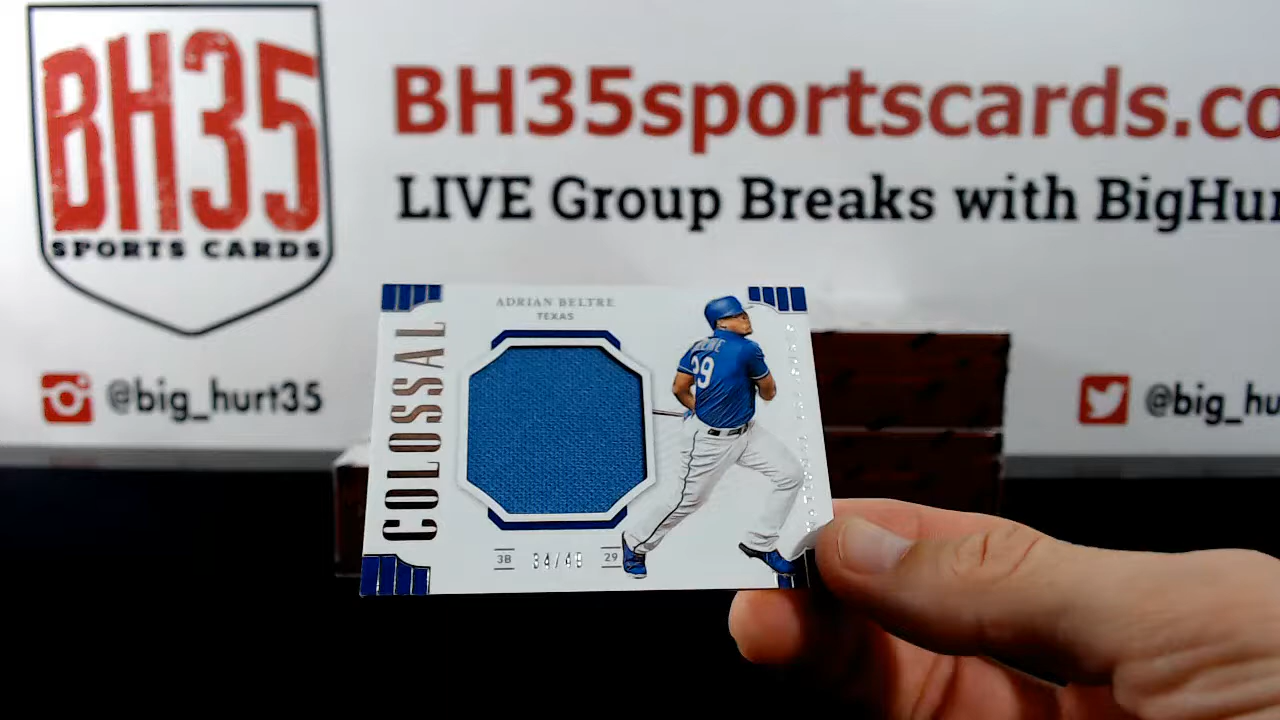 BH35
SPORTS CARDS
BH35sportscards.co
LIVE Group Breaks with BigHur
@big_hurt35
@big_hu
ADRIAN BELTRE
TEXAS
COLOSSAL
29
3B
34/49
29